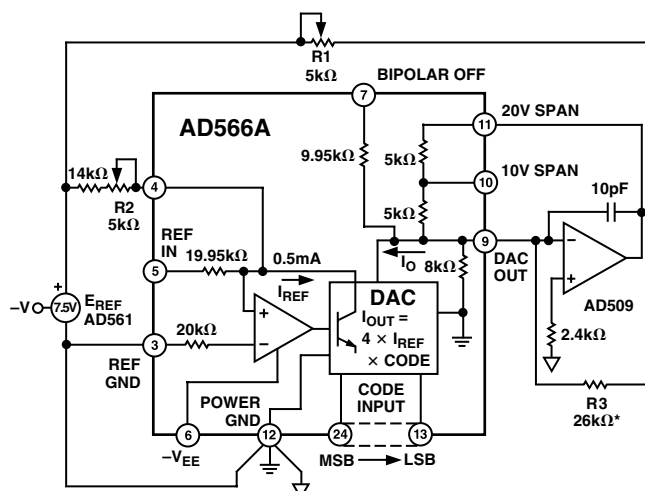 R1
5kΩ
BIPOLAR OFF
7
AD566A
20V SPAN
11
9.95kΩ
5kΩ
10V SPAN
10
5kΩ
14kΩ
4
R2
5kΩ
10pF
REF
IN
5
19.95kΩ
0.5mA
IREF
IO
8kΩ
9
DAC
OUT
–
+
AD509
2.4kΩ
+
–V
7.5V
EREF
AD561
+
–
DAC
IOUT =
4 × IREF
× CODE
3
20kΩ
REF
GND
POWER
GND
CODE
INPUT
R3
26kΩ*
6
–VEE
12
24
13
MSB
LSB